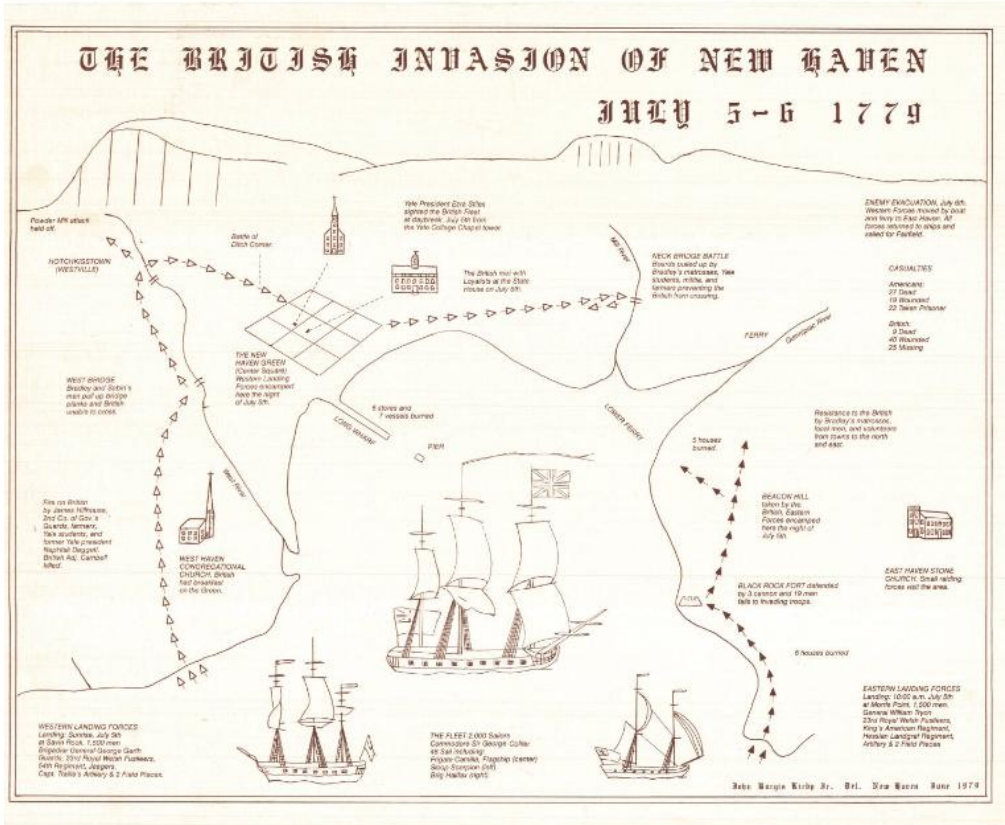 THE BRITISH INVASION OF NEW HAVEN
JULY 5-6 1779
Powder Mill attack
held off.
HOTCHKISSTOWN
(WESTVILLE)
Battle of
Ditch Corner.
Yale President Ezra Stiles
sighted the British Fleet
at daybreak, July 5th from
the Yale College Chapel tower.
The British met with
Loyalists at the State
House on July 5th.
Mill River
NECK BRIDGE BATTLE
Boards pulled up by
Bradley's matrosses, Yale
students, militia, and
farmers preventing the
British from crossing.
ENEMY EVACUATION, July 6th.
Western Forces moved by boat
and ferry to East Haven. All
forces returned to ships and
sailed for Fairfield.
CASUALTIES
Americans:
27 Dead
19 Wounded
22 Taken Prisoner
British:
9 Dead
40 Wounded
25 Missing
FERRY
Quinnipiac River
THE NEW
HAVEN GREEN
(Center Square)
Western Landing
Forces encamped
here the night
of July 5th.
WEST BRIDGE
Bradley and Sabin's
men pull up bridge
planks and British
unable to cross.
6 stores and
7 vessels burned
LONG WHARF
PIER
LOWER FERRY
5 houses
burned.
Resistance to the British
by Bradley's matrosses,
local men, and volunteers
from towns to the north
and east.
West River
Fire on British
by James Hillhouse,
2nd Co. of Gov.'s
Guards, farmers,
Yale students, and
former Yale president
Naphtali Daggett.
British Adj. Cambell
killed.
WEST HAVEN
CONGREGATIONAL
CHURCH. British
had breakfast
on the Green.
BEACON HILL
taken by the
British. Eastern
Forces encamped
here the night of
July 5th.
EAST HAVEN STONE
CHURCH. Small raiding
forces visit the area.
BLACK ROCK FORT defended
by 3 cannon and 19 men
falls to invading troops.
6 houses burned
WESTERN LANDING FORCES
Landing: Sunrise, July 5th
at Savin Rock, 1,500 men
Brigadier General George Garth
Guards, 23rd Royal Welsh Fusileers,
54th Regiment, Jaegers,
Capt. Traille's Artillery & 2 Field Pieces.
THE FLEET 2,000 Sailors
Commodore Sir George Collier
48 Sail including:
Frigate Camilla, Flagship (center)
Sloop Scorpion (left)
Brig Halifax (right)
EASTERN LANDING FORCES
Landing: 10:00 a.m. July 5th
at Morris Point, 1,500 men,
General William Tryon
23rd Royal Welsh Fusileers,
King's American Regiment,
Hessian Landgraf Regiment,
Artillery & 2 Field Pieces
John Kirby Jr. Del. New Haven June 1979